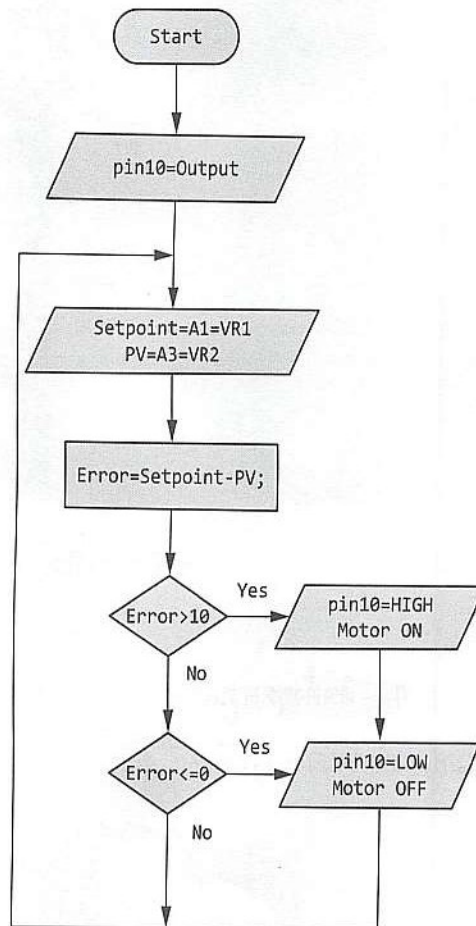 Start
pin10=Output
Setpoint=A1=VR1
PV=A3=VR2
Error=Setpoint-PV;
Error>10
Yes
pin10=HIGH
Motor ON
No
Error<=0
Yes
pin10=LOW
Motor OFF
No